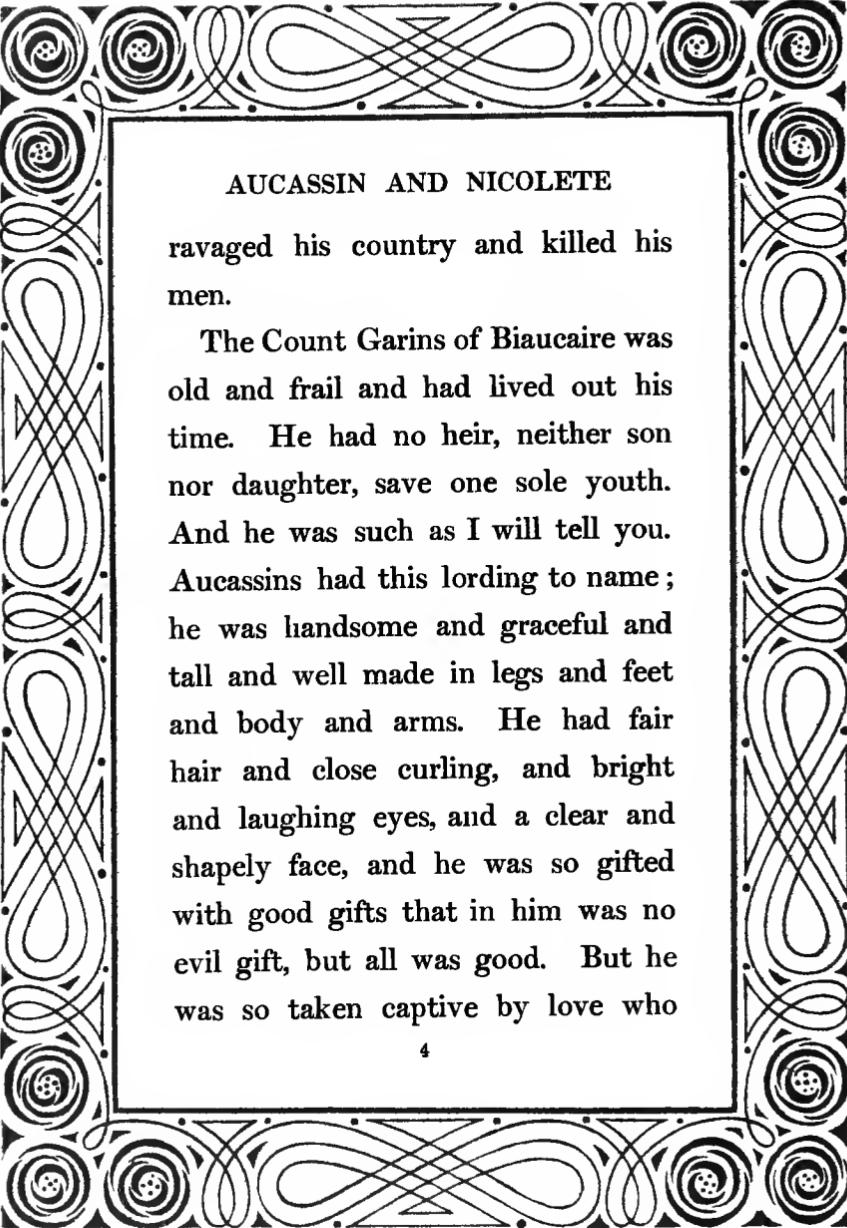 AUCASSIN AND NICOLETE
ravaged his country and killed his
men.
The Count Garins of Biaucaire was
old and frail and had lived out his
time. He had no heir, neither son
nor daughter, save one sole youth.
And he was such as I will tell you.
Aucassins had this lording to name ;
he was handsome and graceful and
tall and well made in legs and feet
and body and arms. He had fair
hair and close curling, and bright
and laughing eyes, and a clear and
shapely face, and he was so gifted
with good gifts that in him was no
evil gift, but all was good. But he
was so taken captive by love who
4